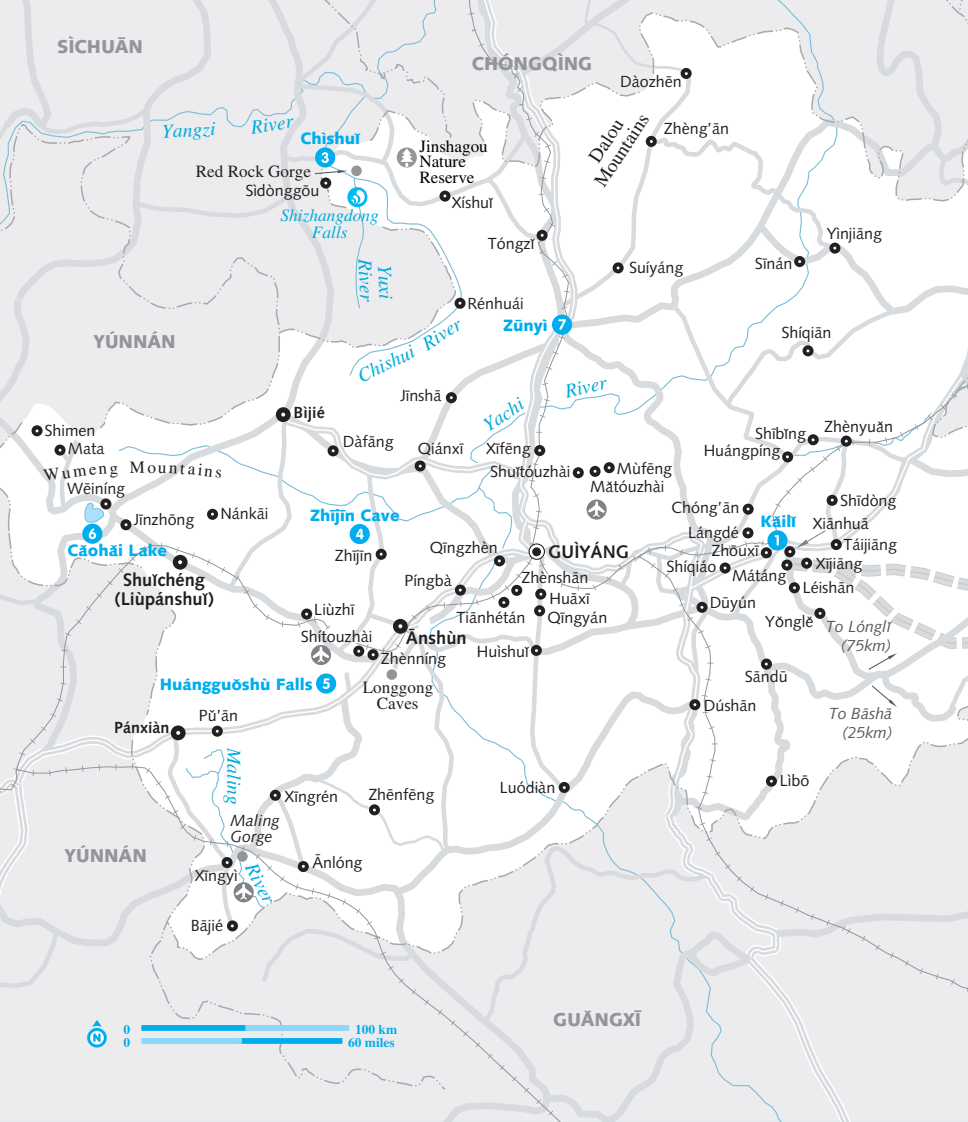 SÌCHUĀN
CHÓNGQÌNG
Dàozhēn
Yangzi River
Dalou
Mountains
Zhèng'ān
Chìshuǐ
3
Jinshagou
Nature
Reserve
Red Rock Gorge
Sìdònggōu
Xíshuǐ
Shizhangdong
Falls
Tóngzǐ
Yìnjiāng
Sīnán
Suíyáng
Yuxi
River
Rénhuái
Zūnyì 7
YÚNNÁN
Shíqiān
Chishui River
Jīnshā
Yachi River
Bìjié
Shimen
Mata
Dàfāng
Qiánxī
Xīfēng
Shībǐng
Zhènyuǎn
Huángpíng
Wumeng Mountains
Shuǐtóuzhài
Mùfēng
Mǎtóuzhài
Wēiníng
Jīnzhōng
Nánkāi
Zhījīn Cave
4
Chóng'ān
Shīdòng
6
Cǎohǎi Lake
Kǎilǐ
1
Xiānhuā
Lángdé
Zhōuxī
Táijiāng
Zhījīn
Qīngzhèn
GUÌYÁNG
Shuǐchéng
(Liùpánshuǐ)
Shíqiáo
Mátáng
Xījiāng
Léishān
Píngbà
Zhènshān
Huāxī
Tiānhétán
Qīngyán
Dūyún
Yǒnglě
Liùzhī
Ānshùn
To Lónglǐ
(75km)
Shítouzhài
Zhènníng
Huìshuǐ
Huángguǒshù Falls 5
Longgong
Caves
Sāndū
To Bāshā
(25km)
Pánxiàn
Pǔ'ān
Dúshān
Maling
River
Xīngrén
Zhēnfēng
Luódiàn
Lìbō
Maling
Gorge
YÚNNÁN
Xīngyì
Ānlóng
Bājié
GUĂNGXĪ
N
0 100 km
0 60 miles